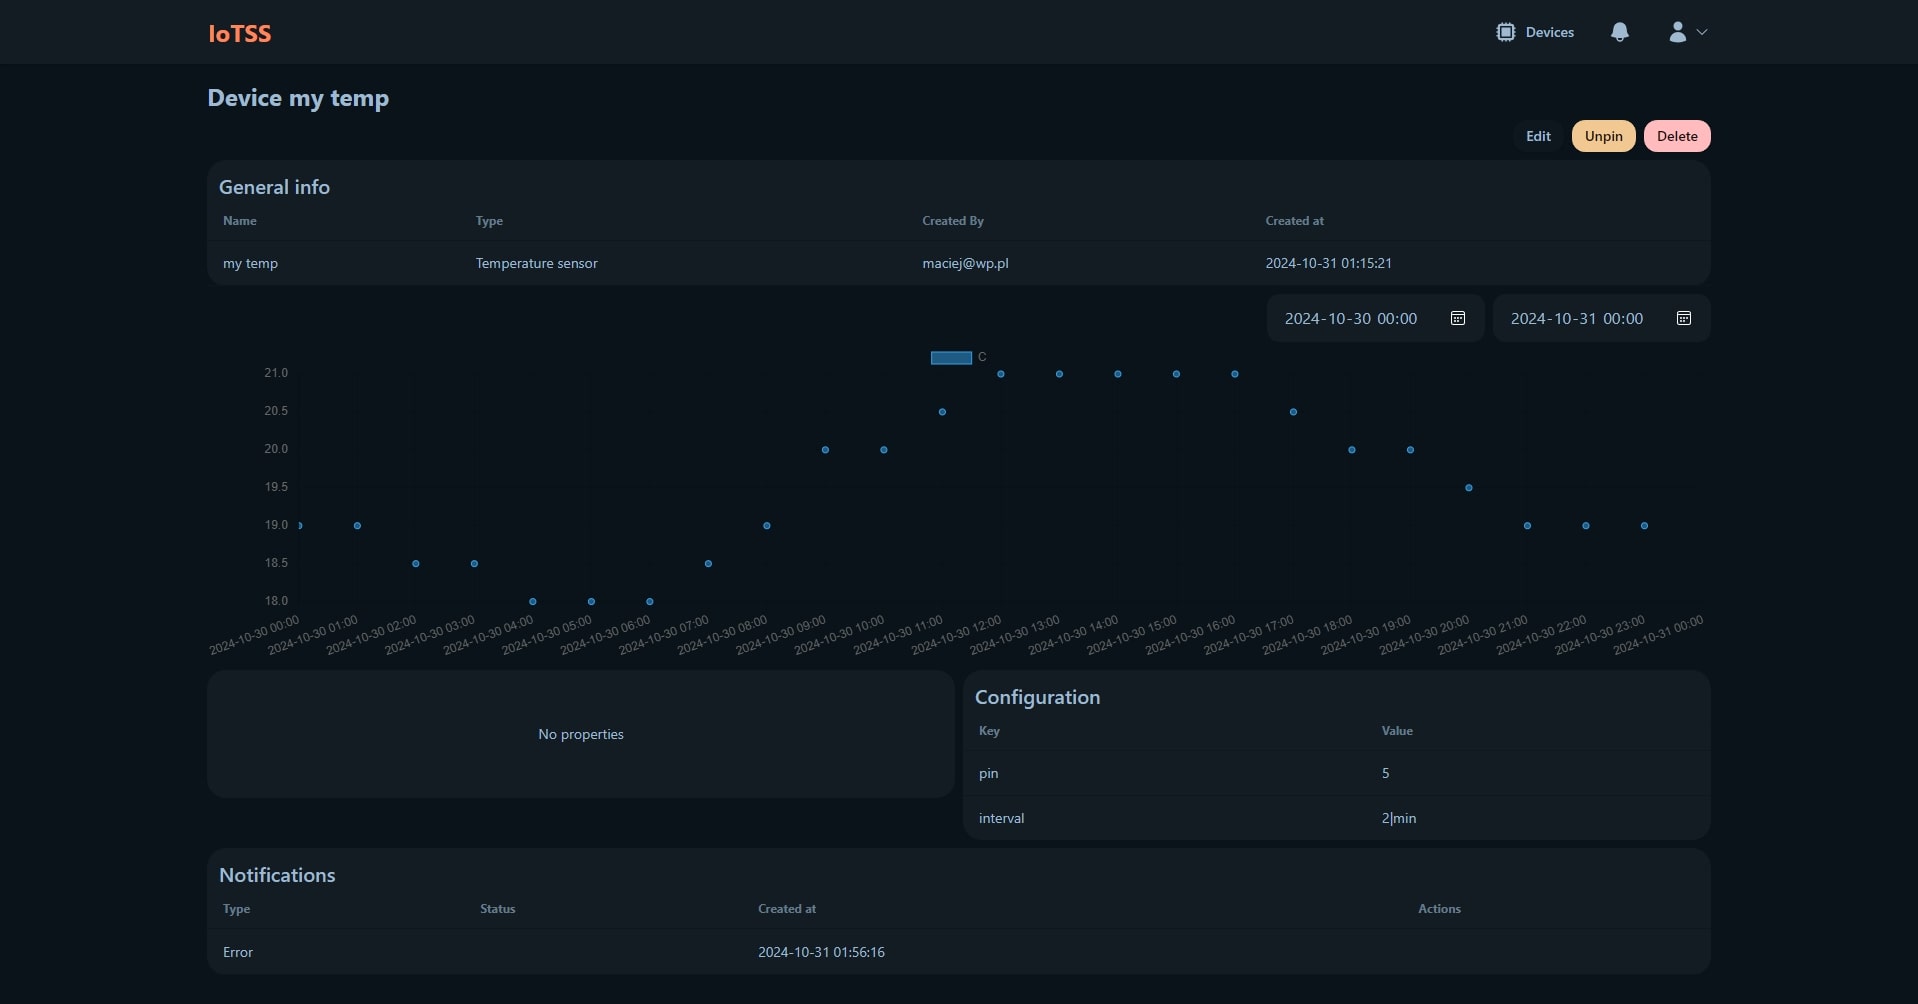 IoTSS
Devices
Device my temp
Edit
Unpin
Delete
General info
Name Type Created By Created at
my temp Temperature sensor maciej@wp.pl 2024-10-31 01:15:21
2024-10-30 00:00
2024-10-31 00:00
C
21.0
20.5
20.0
19.5
19.0
18.5
18.0
2024-10-30 00:00
2024-10-30 01:00
2024-10-30 02:00
2024-10-30 03:00
2024-10-30 04:00
2024-10-30 05:00
2024-10-30 06:00
2024-10-30 07:00
2024-10-30 08:00
2024-10-30 09:00
2024-10-30 10:00
2024-10-30 11:00
2024-10-30 12:00
2024-10-30 13:00
2024-10-30 14:00
2024-10-30 15:00
2024-10-30 16:00
2024-10-30 17:00
2024-10-30 18:00
2024-10-30 19:00
2024-10-30 20:00
2024-10-30 21:00
2024-10-30 22:00
2024-10-30 23:00
2024-10-31 00:00
No properties
Configuration
Key Value
pin 5
interval 2|min
Notifications
Type Status Created at Actions
Error 2024-10-31 01:56:16